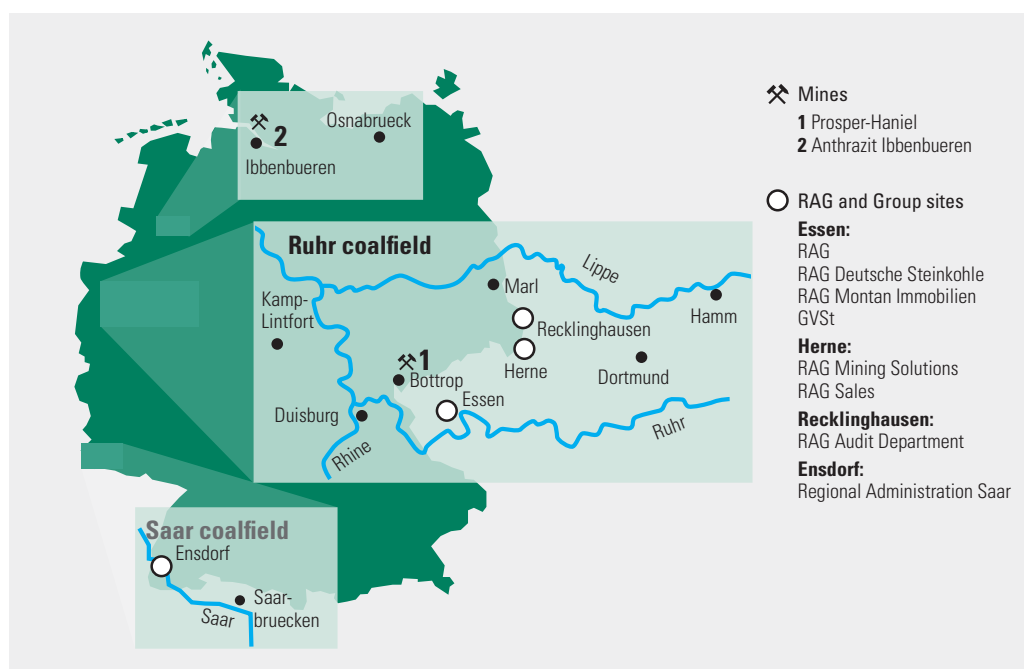 Osnabrueck
2
Ibbenbueren
Ruhr coalfield
Lippe
Marl
Kamp-
Lintfort
Hamm
Recklinghausen
1
Herne
Dortmund
Bottrop
Essen
Duisburg
Ruhr
Rhine
Saar coalfield
Ensdorf
Saar-
bruecken
Saar
Mines
1 Prosper-Haniel
2 Anthrazit Ibbenbueren
RAG and Group sites
Essen:
RAG
RAG Deutsche Steinkohle
RAG Montan Immobilien
GVSt
Herne:
RAG Mining Solutions
RAG Sales
Recklinghausen:
RAG Audit Department
Ensdorf:
Regional Administration Saar